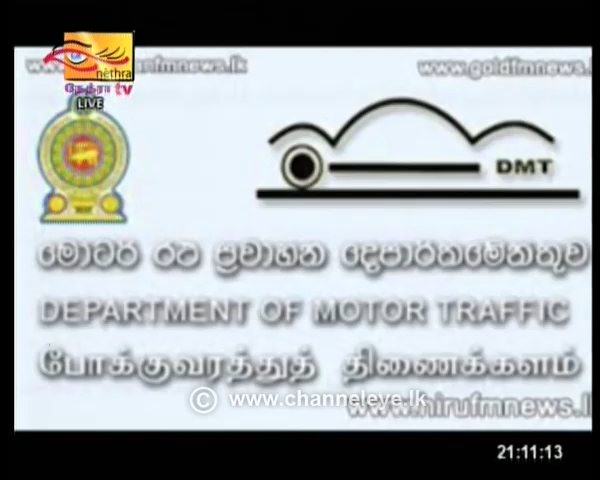 nethra
நேத்ரா tv
LIVE
fmnews.lk
www.goldfmnews.l
DMT
මොටර් රථ ප්‍රවාහන දෙපාර්තමේන්තුව
DEPARTMENT OF MOTOR TRAFFIC
போக்குவரத்துத் திணைக்களம்
© www.channeleye.lk
www.hirufmnews.l
21:11:13